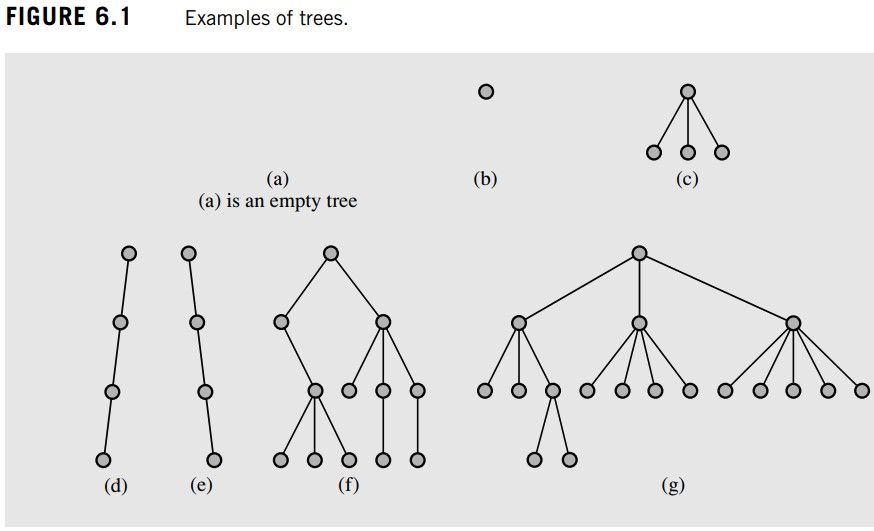 FIGURE 6.1 Examples of trees.
(a)
(a) is an empty tree
(b)
(c)
(d)
(e)
(f)
(g)